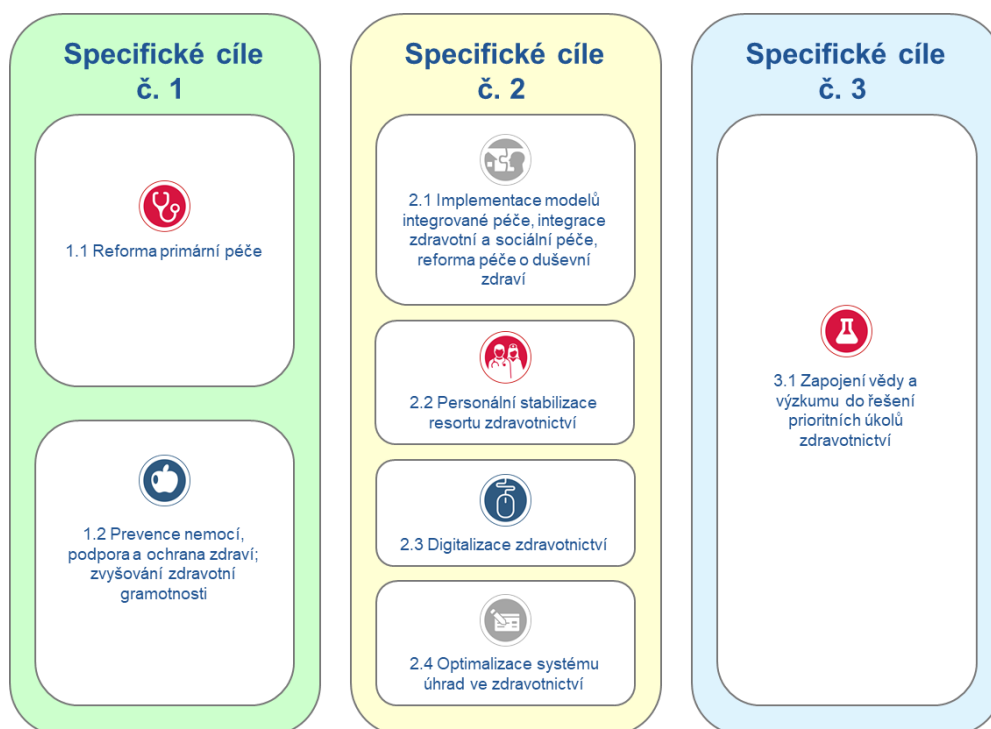 Specifické cíle
č. 1
1.1 Reforma primární péče
1.2 Prevence nemocí,
podpora a ochrana zdraví;
zvyšování zdravotní
gramotnosti
Specifické cíle
č. 2
2.1 Implementace modelů
integrované péče, integrace
zdravotní a sociální péče,
reforma péče o duševní
zdraví
2.2 Personální stabilizace
resortu zdravotnictví
2.3 Digitalizace zdravotnictví
2.4 Optimalizace systému
úhrad ve zdravotnictví
Specifické cíle
č. 3
3.1 Zapojení vědy a
výzkumu do řešení
prioritních úkolů
zdravotnictví